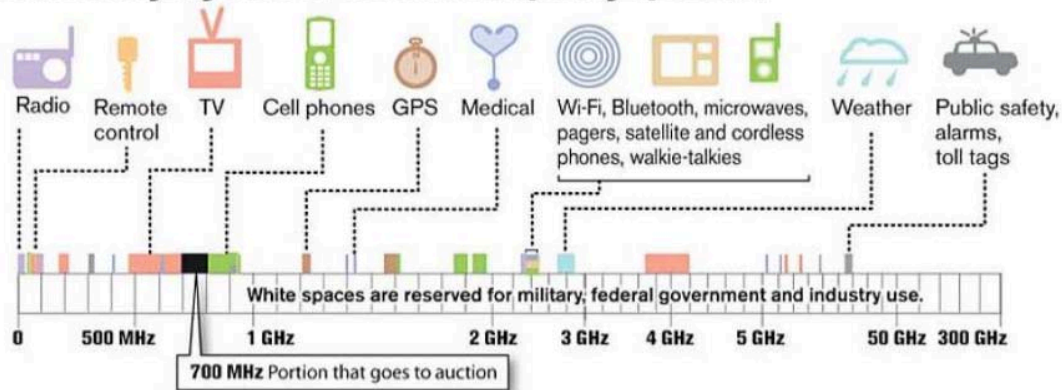 Radio
Remote
control
TV
Cell phones
GPS
Medical
Wi-Fi, Bluetooth, microwaves,
pagers, satellite and cordless
phones, walkie-talkies
Weather
Public safety,
alarms,
toll tags
White spaces are reserved for military, federal government and industry use.
0 500 MHz 1 GHz 2 GHz 3 GHz 4 GHz 5 GHz 50 GHz 300 GHz
700 MHz Portion that goes to auction